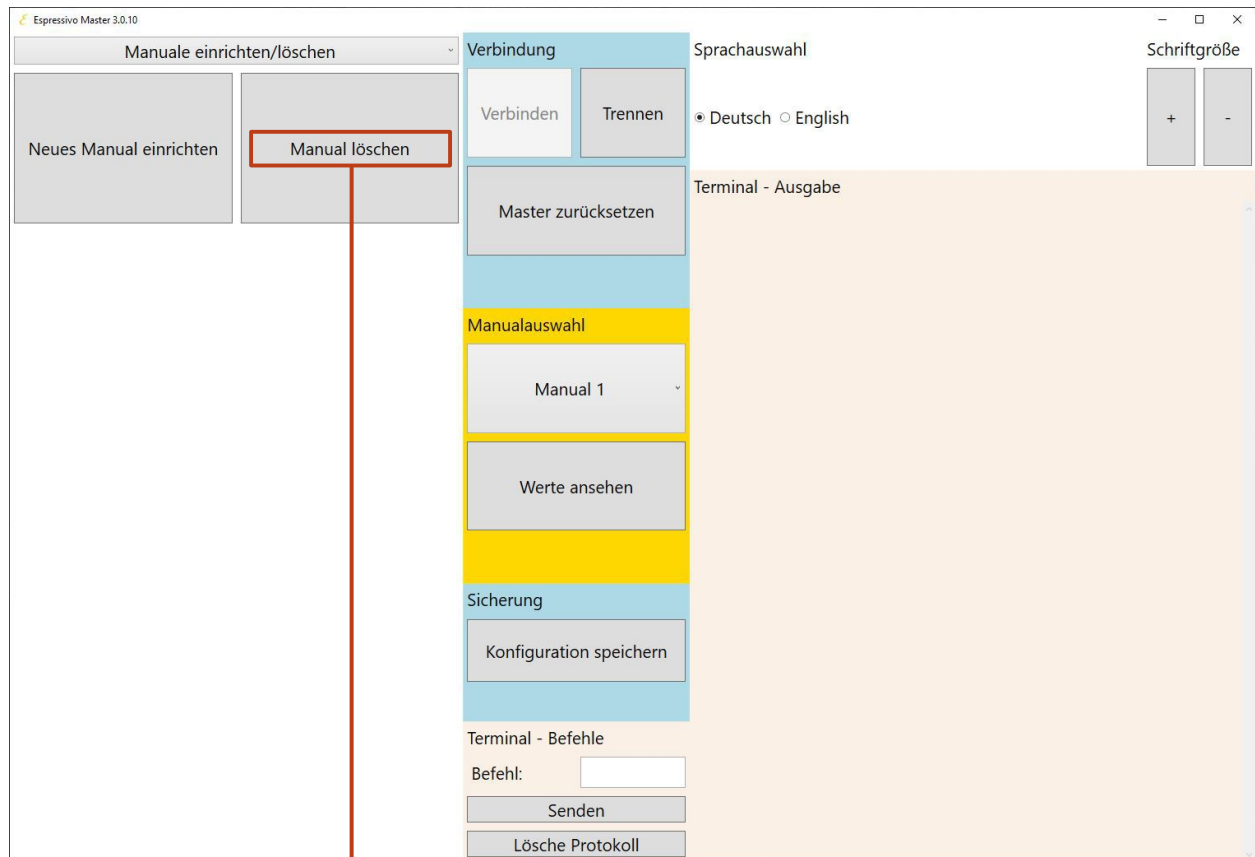 Espressivo Master 3.0.10
Manuale einrichten/löschen
Neues Manual einrichten
Manual löschen
Verbindung
Verbinden
Trennen
Master zurücksetzen
Manualauswahl
Manual 1
Werte ansehen
Sicherung
Konfiguration speichern
Terminal - Befehle
Befehl:
Senden
Lösche Protokoll
Sprachauswahl
Deutsch
English
Schriftgröße
+
-
Terminal - Ausgabe